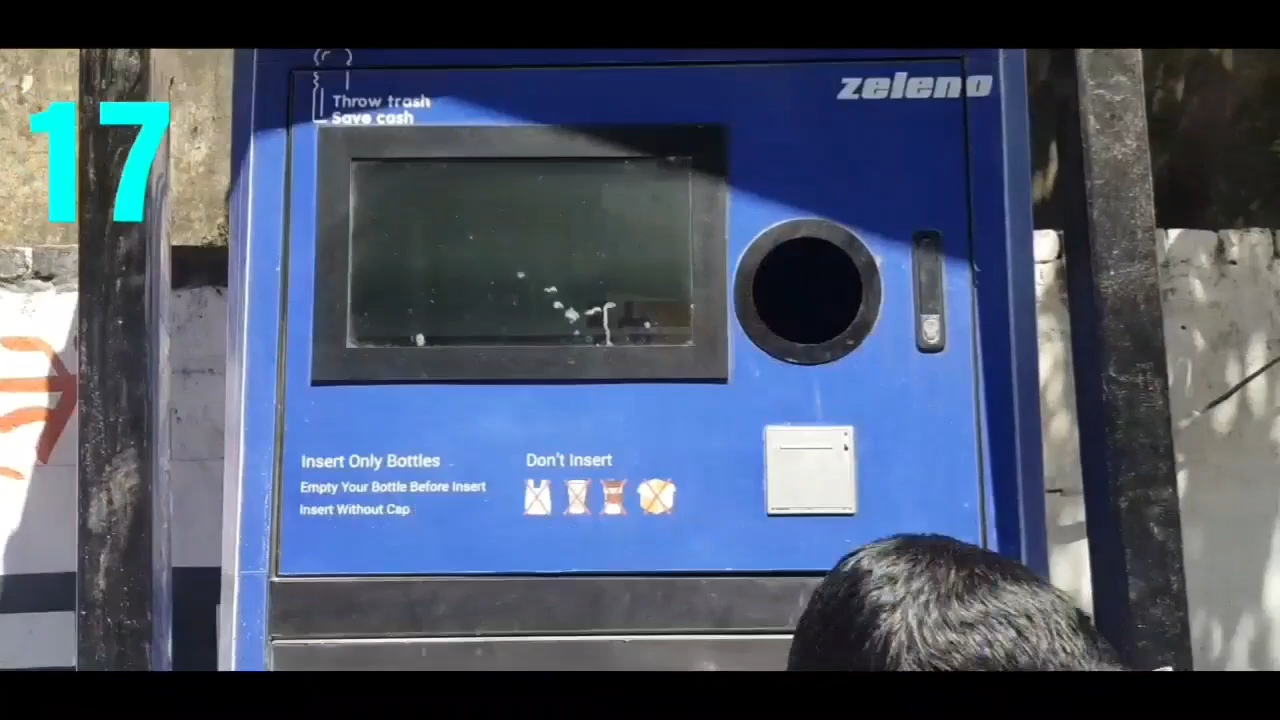 17
Throw trash
Save cash
zeleno
Insert Only Bottles
Empty Your Bottle Before Insert
Insert Without Cap
Don't Insert